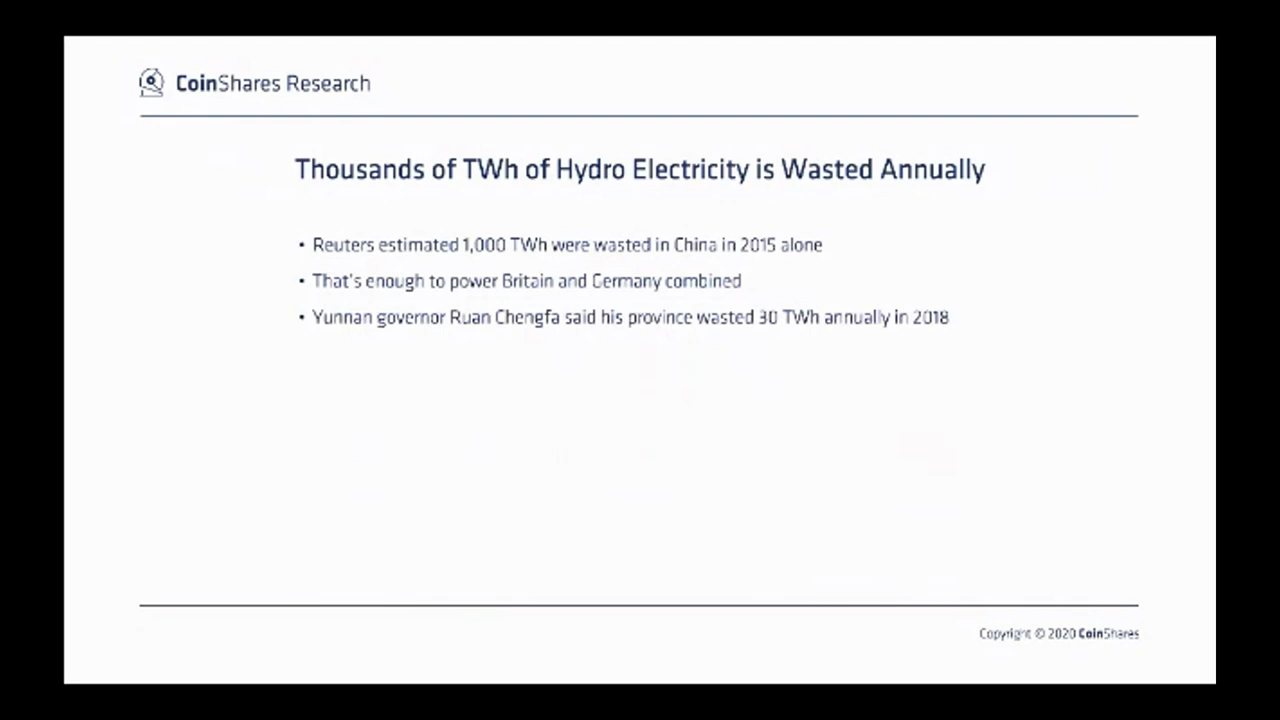 CoinShares Research
Thousands of TWh of Hydro Electricity is Wasted Annually
• Reuters estimated 1,000 TWh were wasted in China in 2015 alone
• That's enough to power Britain and Germany combined
• Yunnan governor Ruan Chengfa said his province wasted 30 TWh annually in 2018
Copyright © 2020 CoinShares